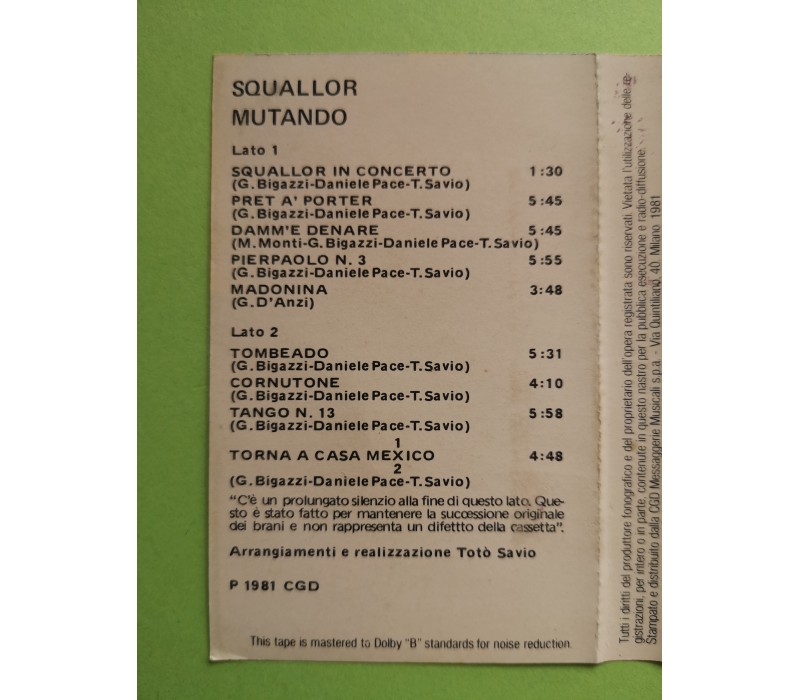 SQUALLOR
MUTANDO
Lato 1
SQUALLOR IN CONCERTO 1:30
(G. Bigazzi-Daniele Pace-T. Savio)
PRET A' PORTER 5:45
(G. Bigazzi-Daniele Pace-T. Savio)
DAMM'E DENARE 5:45
(M. Monti-G. Bigazzi-Daniele Pace-T. Savio)
PIERPAOLO N. 3 5:55
(G. Bigazzi-Daniele Pace-T. Savio)
MADONINA 3:48
(G. D'Anzi)
Lato 2
TOMBEADO 5:31
(G. Bigazzi-Daniele Pace-T. Savio)
CORNUTONE 4:10
(G. Bigazzi-Daniele Pace-T. Savio)
TANGO N. 13 5:58
(G. Bigazzi-Daniele Pace-T. Savio)
1
TORNA A CASA MEXICO 4:48
2
(G. Bigazzi-Daniele Pace-T. Savio)
"C'é un prolungato silenzio alla fine di questo lato. Que-
sto è stato fatto per mantenere la successione originale
dei brani e non rappresenta un difettto della cassetta".
Arrangiamenti e realizzazione Totò Savio
P 1981 CGD
This tape is mastered to Dolby "B" standards for noise reduction.
Tutti i diritti del produttore fonografico e del proprietario dell'opera registrata sono riservati. Vietata l'utilizzazione delle re-
gistrazioni, per intero o in parte, contenute in questo nastro per la pubblica esecuzione e radio-diffusione.
Stampato e distribuito dalla CGD Messaggerie Musicali s.p.a. - Via Quintiliano, 40. Milano 1981